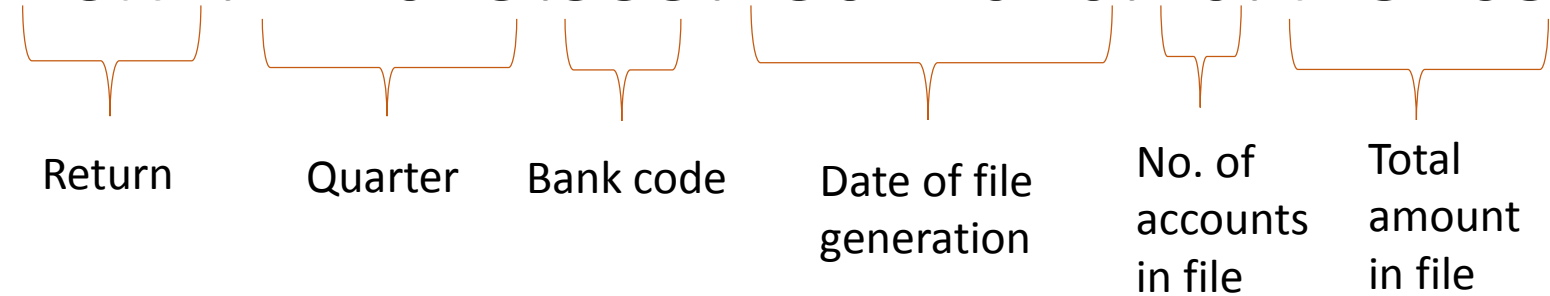 Return
Quarter
Bank code
Date of file
generation
No. of
accounts
in file
Total
amount
in file